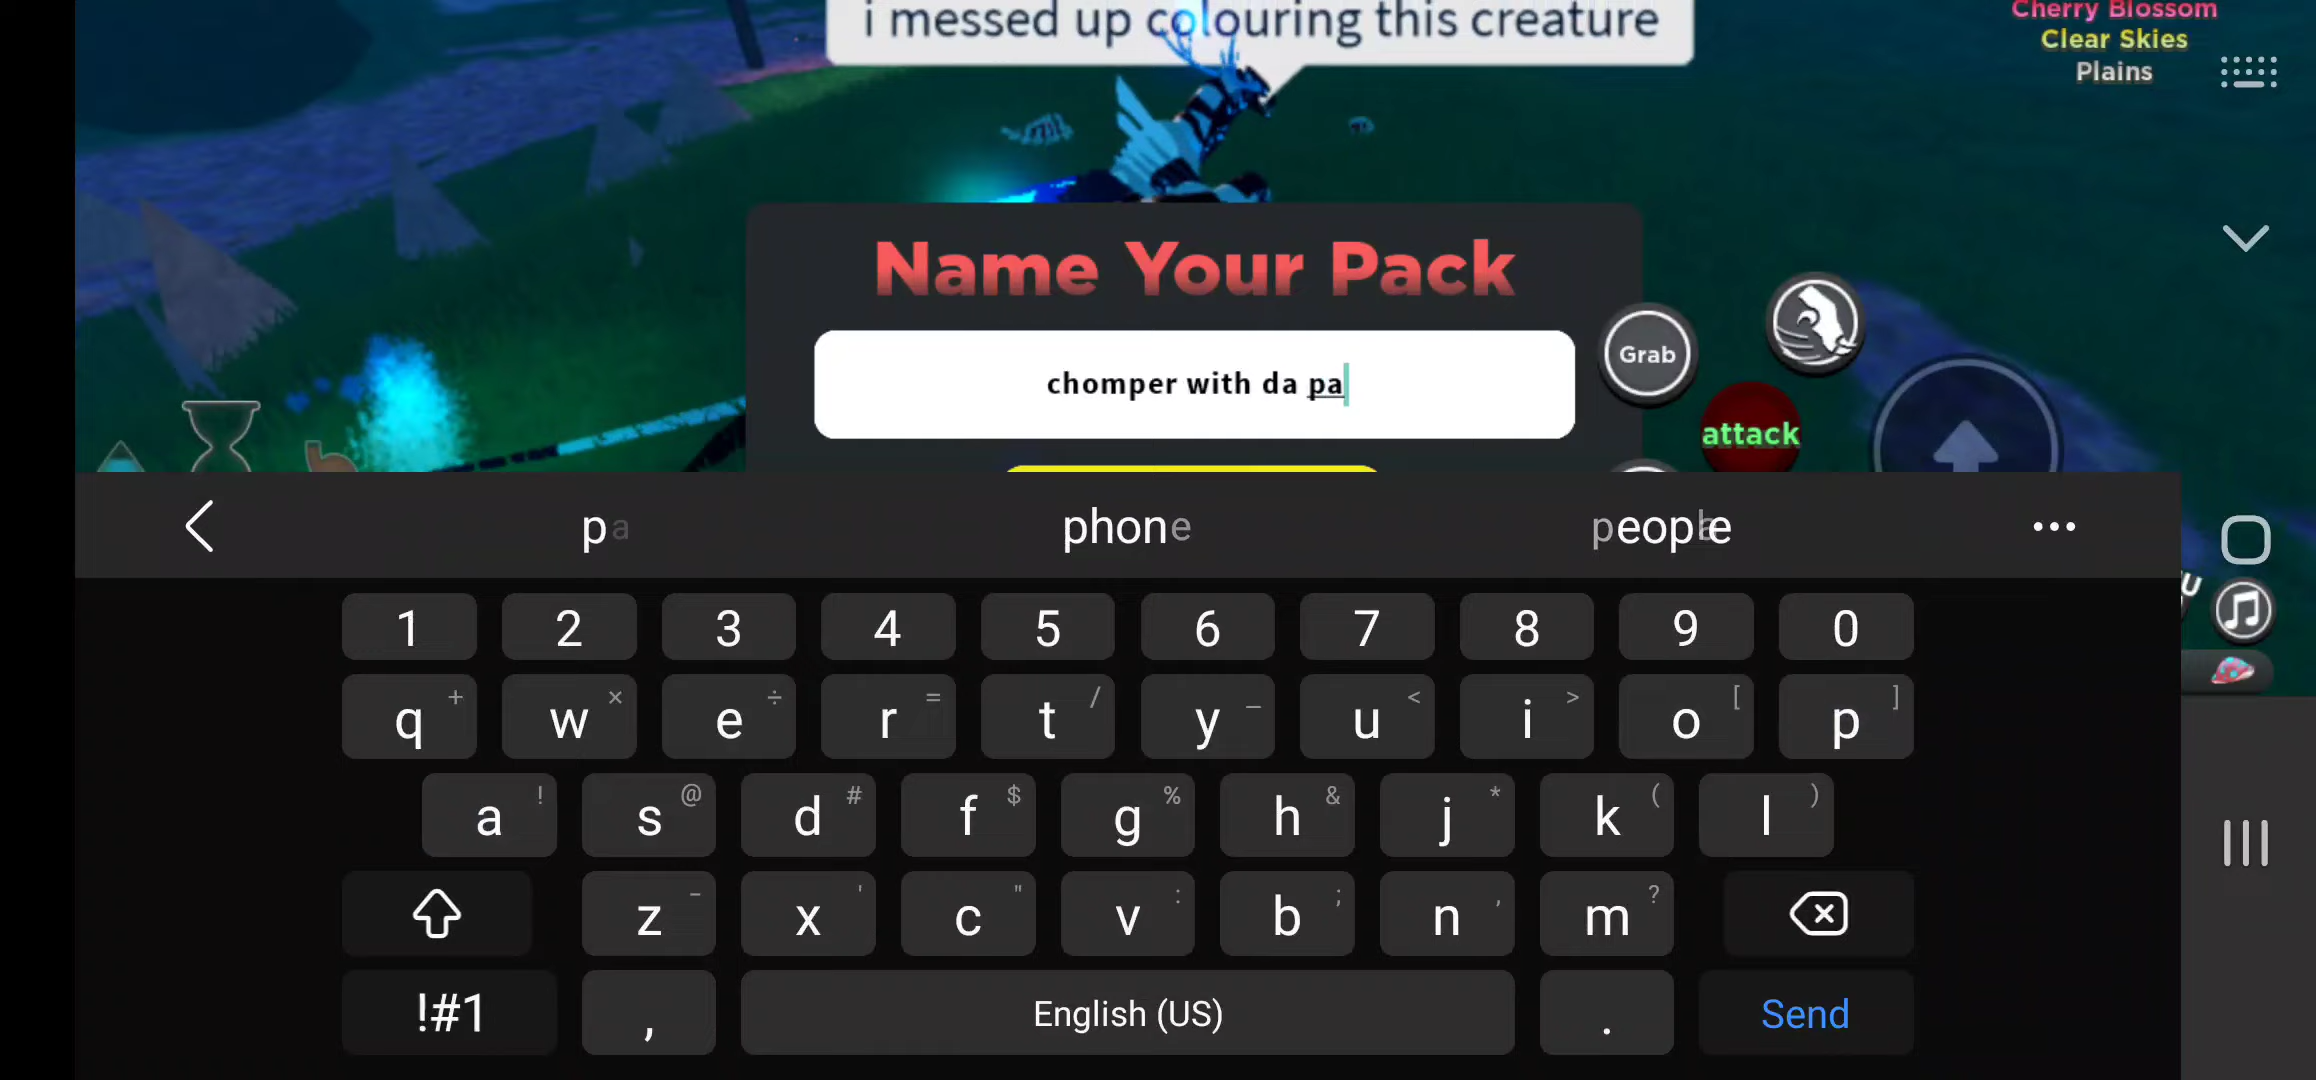 i messed up colouring this creature
Cherry Blossom
Clear Skies
Plains
Name Your Pack
chomper with da pa
Grab
attack
pa phone people
1 2 3 4 5 6 7 8 9 0
q + w × e ÷ r = t / y _ u < i > o [ p ]
a ! s @ d # f $ g % h & j * k ( l )
z - x ' c " v : b ; n , m ?
!#1 , English (US) . Send